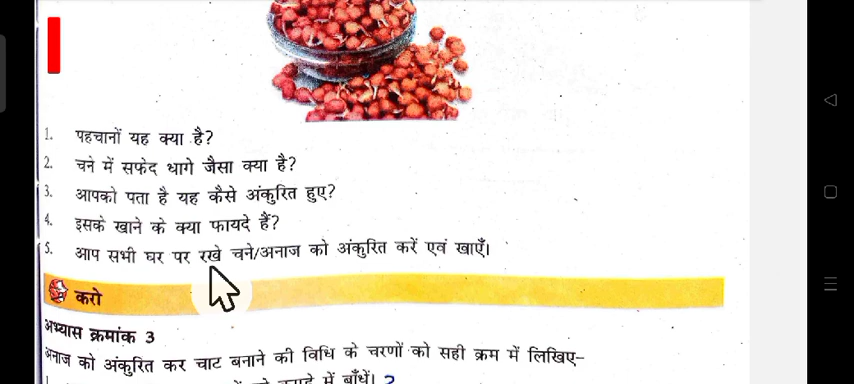 1. पहचानों यह क्या है?
2. चने में सफेद धागे जैसा क्या है?
3. आपको पता है यह कैसे अंकुरित हुए?
4. इसके खाने के क्या फायदे हैं?
5. आप सभी घर पर रखे चने/अनाज को अंकुरित करें एवं खाएँ।
करो
अभ्यास क्रमांक 3
अनाज को अंकुरित कर चाट बनाने की विधि के चरणों को सही क्रम में लिखिए–
में बाँधें। 2